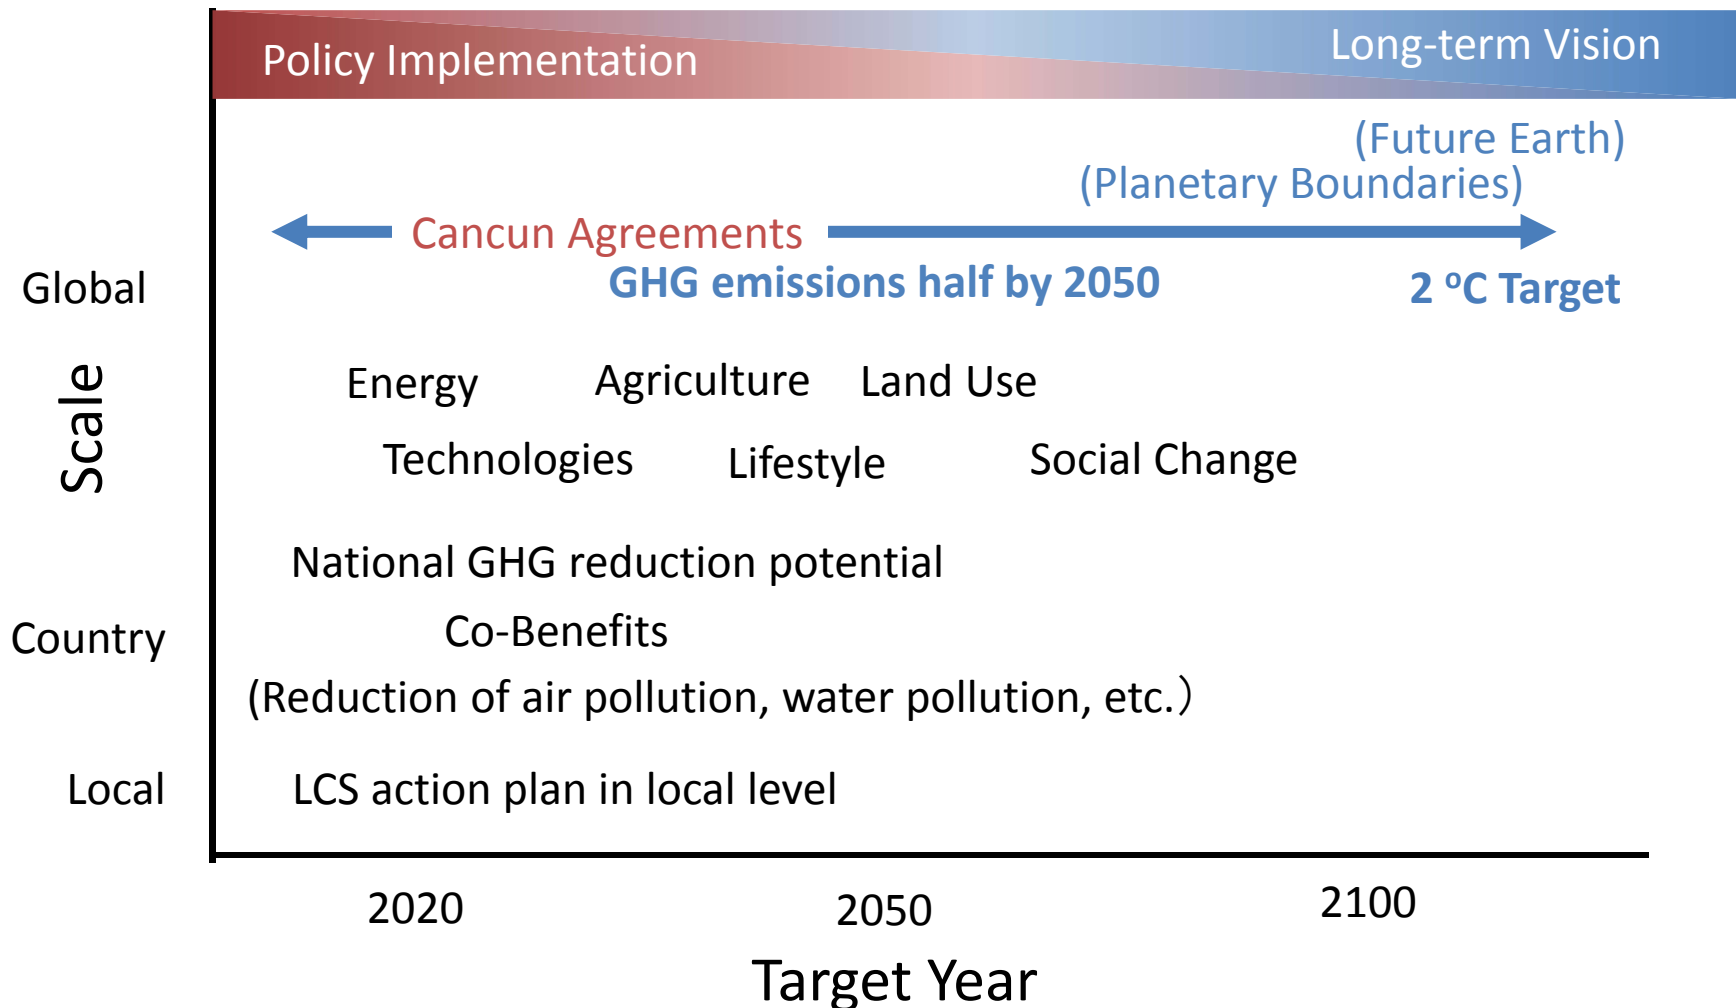 Policy Implementation
Long-term Vision
(Future Earth)
(Planetary Boundaries)
Cancun Agreements
GHG emissions half by 2050
2 °C Target
Global
Scale
Energy
Agriculture
Land Use
Technologies
Lifestyle
Social Change
National GHG reduction potential
Country
Co-Benefits
(Reduction of air pollution, water pollution, etc.）
Local
LCS action plan in local level
2020
2050
2100
Target Year